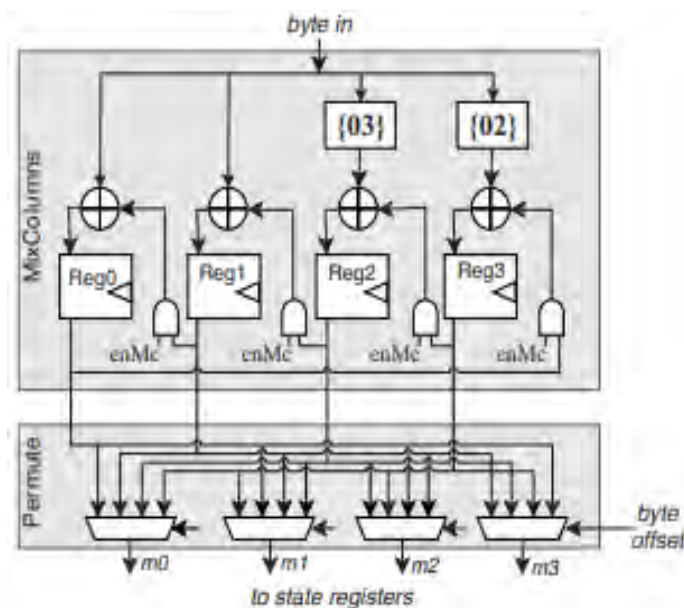 byte in
MixColumns
{03} {02}
Reg0 Reg1 Reg2 Reg3
enMc enMc enMc enMc
Permute
byte
offset
m0 m1 m2 m3
to state registers